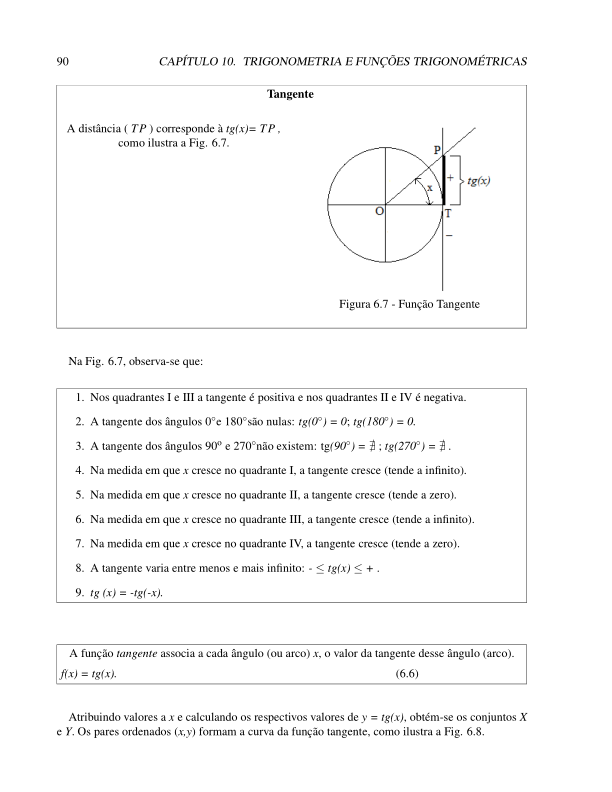 90 CAPÍTULO 10. TRIGONOMETRIA E FUNÇÕES TRIGONOMÉTRICAS
Tangente
A distância ( TP ) corresponde à tg(x)= TP ,
como ilustra a Fig. 6.7.
P
x
+
tg(x)
O
T
–
Figura 6.7 - Função Tangente
Na Fig. 6.7, observa-se que:
1. Nos quadrantes I e III a tangente é positiva e nos quadrantes II e IV é negativa.
2. A tangente dos ângulos 0°e 180°são nulas: tg(0°) = 0; tg(180°) = 0.
3. A tangente dos ângulos 90º e 270°não existem: tg(90°) = ∄ ; tg(270°) = ∄ .
4. Na medida em que x cresce no quadrante I, a tangente cresce (tende a infinito).
5. Na medida em que x cresce no quadrante II, a tangente cresce (tende a zero).
6. Na medida em que x cresce no quadrante III, a tangente cresce (tende a infinito).
7. Na medida em que x cresce no quadrante IV, a tangente cresce (tende a zero).
8. A tangente varia entre menos e mais infinito: - ≤ tg(x) ≤ + .
9. tg (x) = -tg(-x).
A função tangente associa a cada ângulo (ou arco) x, o valor da tangente desse ângulo (arco).
f(x) = tg(x). (6.6)
Atribuindo valores a x e calculando os respectivos valores de y = tg(x), obtém-se os conjuntos X
e Y. Os pares ordenados (x,y) formam a curva da função tangente, como ilustra a Fig. 6.8.